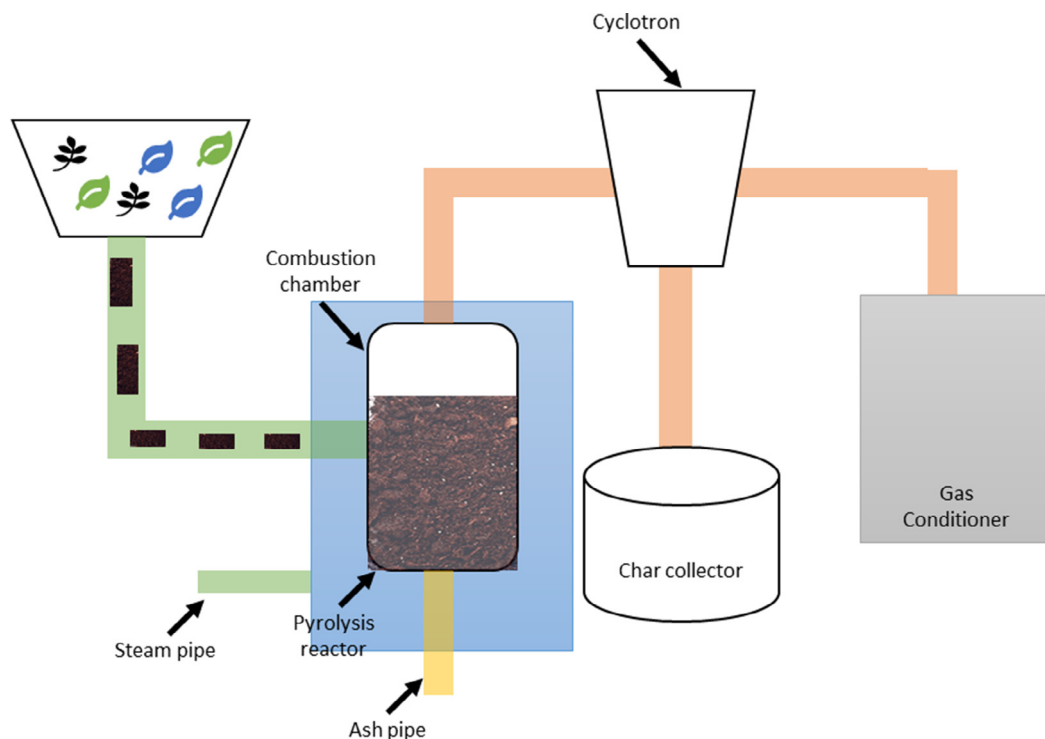 Cyclotron
Combustion
chamber
Gas
Conditioner
Char collector
Pyrolysis
reactor
Steam pipe
Ash pipe